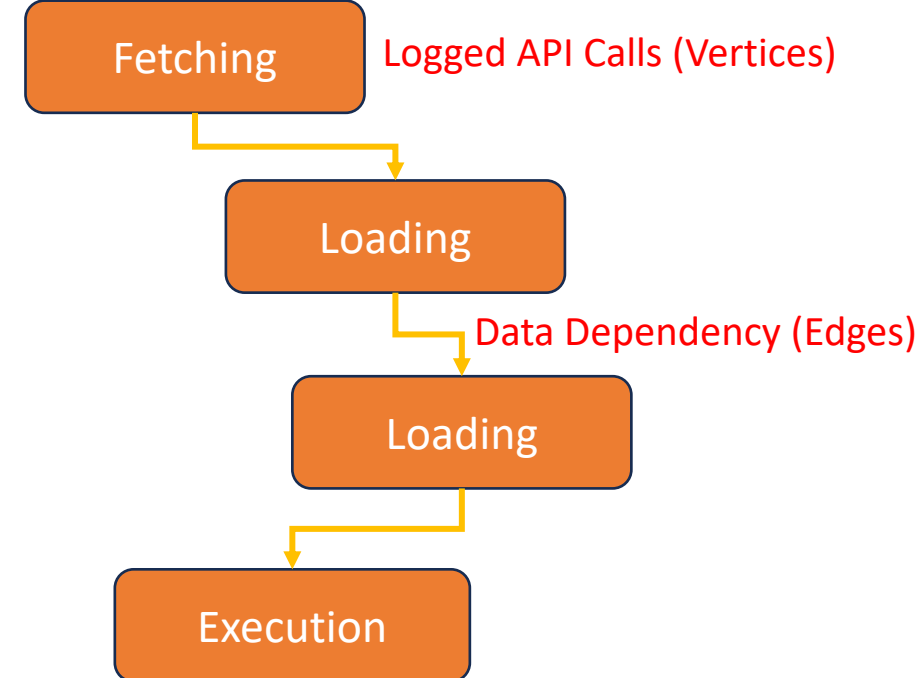 Fetching
Logged API Calls (Vertices)
Loading
Data Dependency (Edges)
Loading
Execution